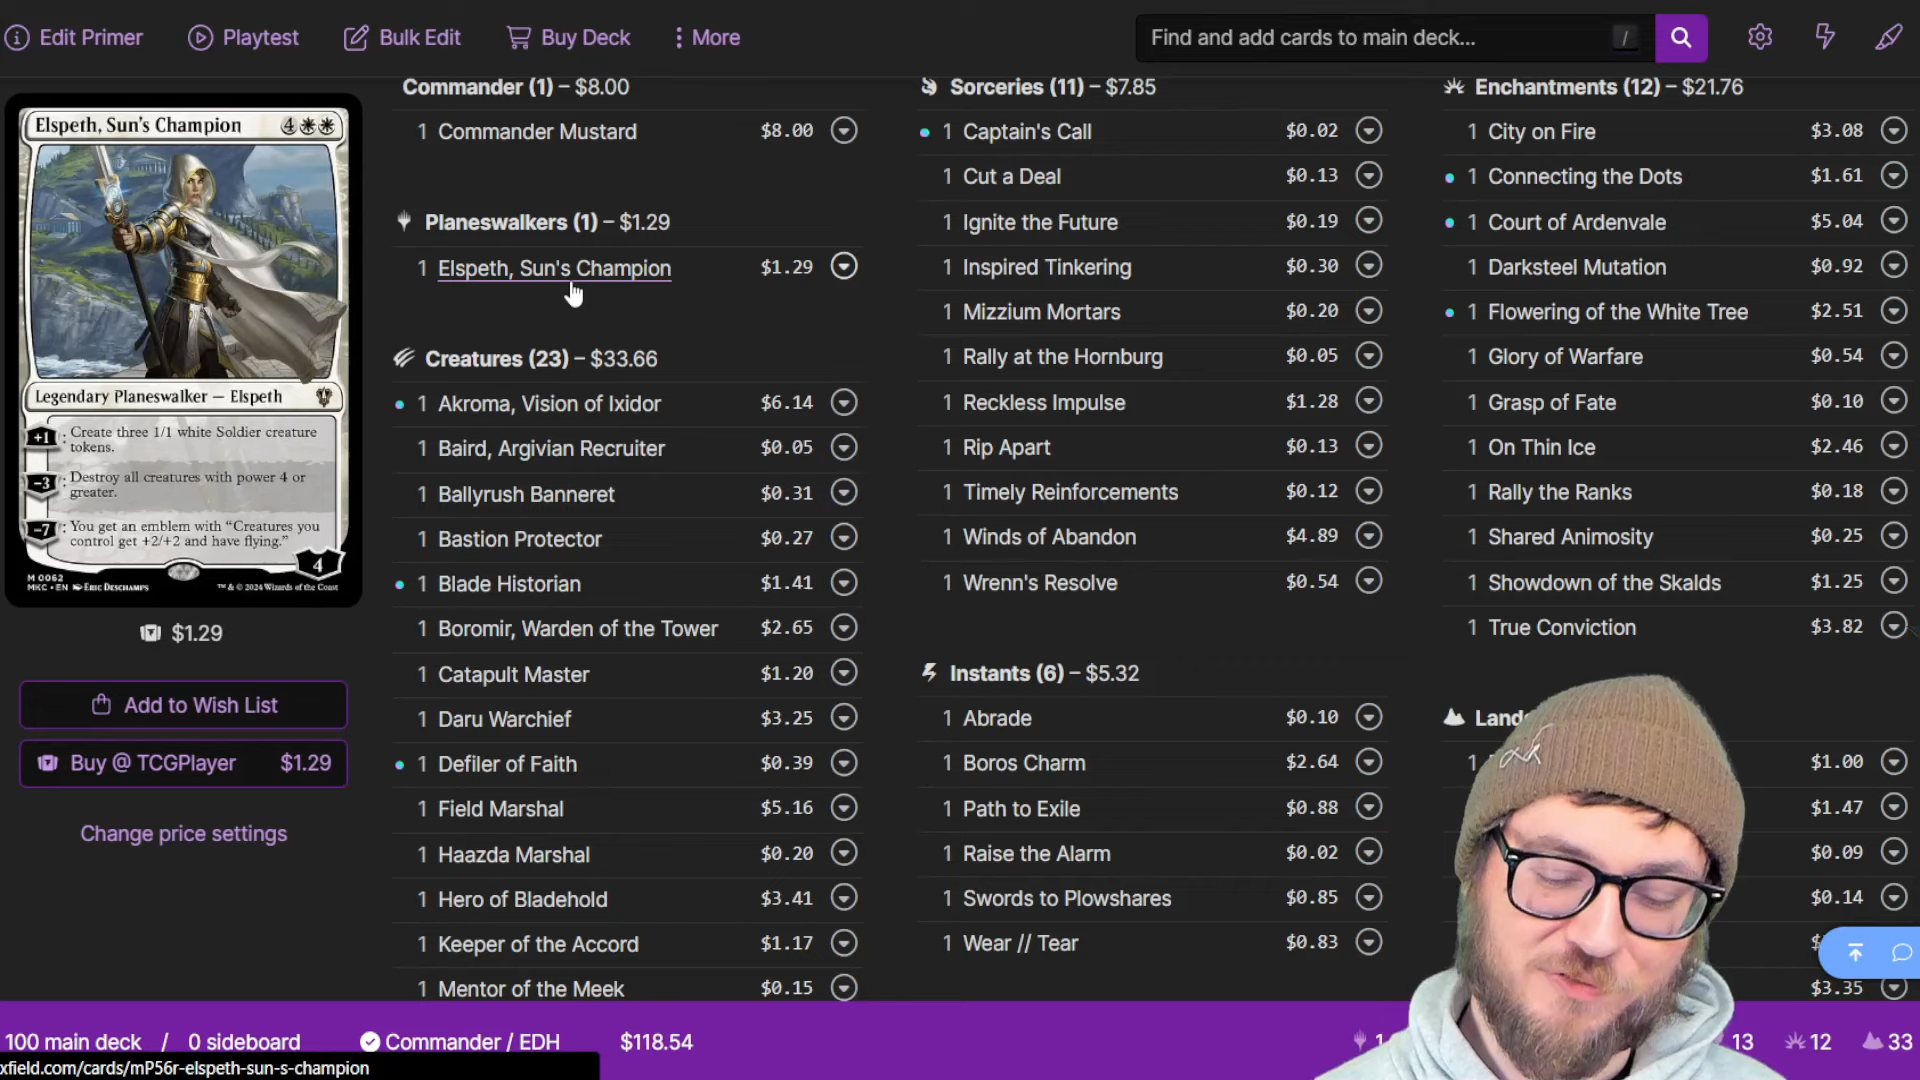 Edit Primer
Playtest
Bulk Edit
Buy Deck
More
Find and add cards to main deck...
/
Elspeth, Sun's Champion 4
Legendary Planeswalker — Elspeth
+1: Create three 1/1 white Soldier creature
tokens.
-3: Destroy all creatures with power 4 or
greater.
-7: You get an emblem with “Creatures you
control get +2/+2 and have flying.”
4
M 0062
MKC • EN Eric Deschamps
™ & © 2024 Wizards of the Coast
$1.29
Add to Wish List
Buy @ TCGPlayer $1.29
Change price settings
Commander (1) – $8.00
1 Commander Mustard $8.00
Planeswalkers (1) – $1.29
1 Elspeth, Sun's Champion $1.29
Creatures (23) – $33.66
1 Akroma, Vision of Ixidor $6.14
1 Baird, Argivian Recruiter $0.05
1 Ballyrush Banneret $0.31
1 Bastion Protector $0.27
1 Blade Historian $1.41
1 Boromir, Warden of the Tower $2.65
1 Catapult Master $1.20
1 Daru Warchief $3.25
1 Defiler of Faith $0.39
1 Field Marshal $5.16
1 Haazda Marshal $0.20
1 Hero of Bladehold $3.41
1 Keeper of the Accord $1.17
1 Mentor of the Meek $0.15
Sorceries (11) – $7.85
1 Captain's Call $0.02
1 Cut a Deal $0.13
1 Ignite the Future $0.19
1 Inspired Tinkering $0.30
1 Mizzium Mortars $0.20
1 Rally at the Hornburg $0.05
1 Reckless Impulse $1.28
1 Rip Apart $0.13
1 Timely Reinforcements $0.12
1 Winds of Abandon $4.89
1 Wrenn's Resolve $0.54
Instants (6) – $5.32
1 Abrade $0.10
1 Boros Charm $2.64
1 Path to Exile $0.88
1 Raise the Alarm $0.02
1 Swords to Plowshares $0.85
1 Wear // Tear $0.83
Enchantments (12) – $21.76
1 City on Fire $3.08
1 Connecting the Dots $1.61
1 Court of Ardenvale $5.04
1 Darksteel Mutation $0.92
1 Flowering of the White Tree $2.51
1 Glory of Warfare $0.54
1 Grasp of Fate $0.10
1 On Thin Ice $2.46
1 Rally the Ranks $0.18
1 Shared Animosity $0.25
1 Showdown of the Skalds $1.25
1 True Conviction $3.82
Land
1 $1.00
$1.47
$0.09
$0.14
$3.35
100 main deck / 0 sideboard
Commander / EDH
$118.54
1
13
12
33
xfield.com/cards/mP56r-elspeth-sun-s-champion